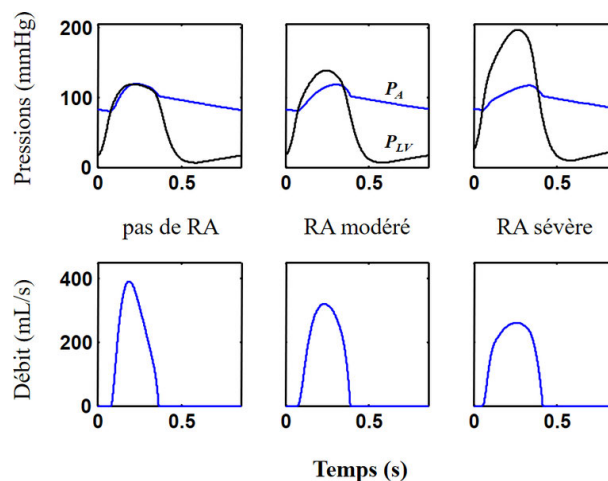 Pressions (mmHg)
200
100
0
0
0.5
0
0.5
0
0.5
P_A
P_LV
pas de RA
RA modéré
RA sévère
Débit (mL/s)
400
200
0
0
0.5
0
0.5
0
0.5
Temps (s)